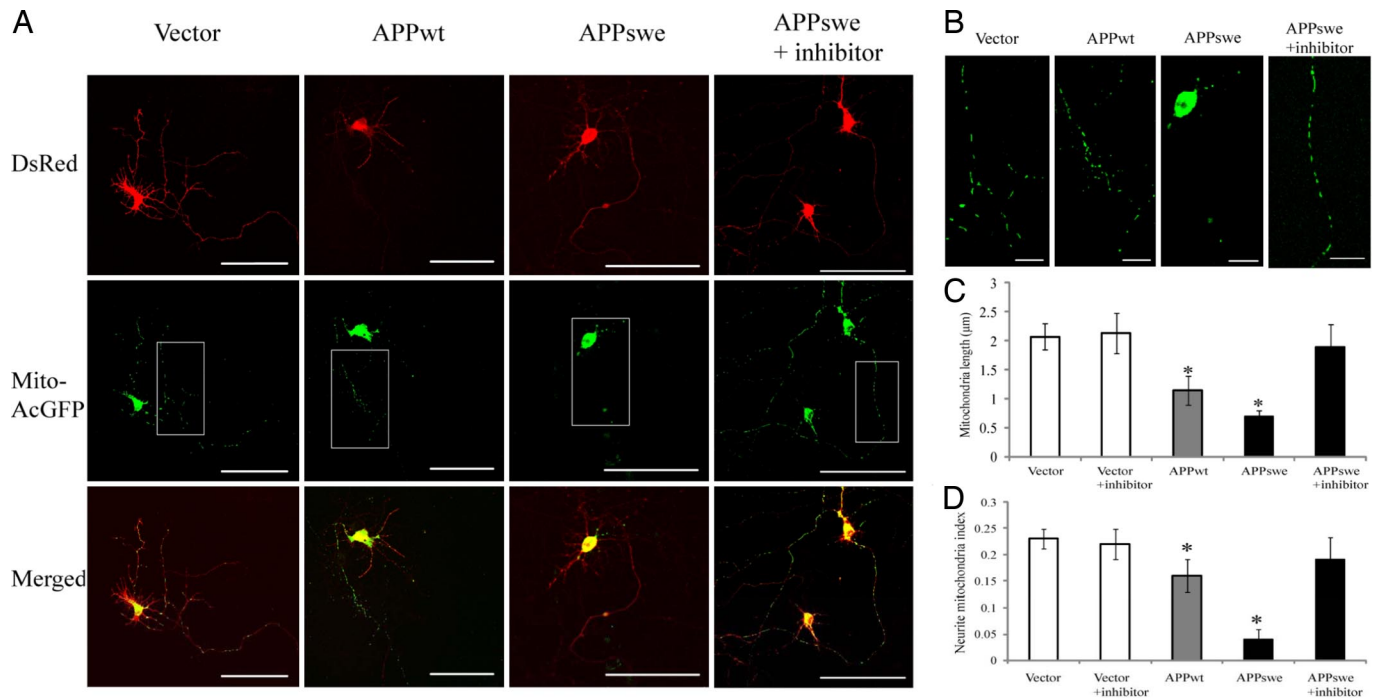 A
Vector
APPwt
APPswe
APPswe
+ inhibitor
DsRed
Mito-
AcGFP
Merged
B
Vector
APPwt
APPswe
APPswe
+inhibitor
C
Mitochondria length (μm)
3
2.5
2
1.5
1
0.5
0
*
*
Vector
Vector
+inhibitor
APPwt
APPswe
APPswe
+inhibitor
D
Neurite mitochondria index
0.3
0.25
0.2
0.15
0.1
0.05
0
*
*
Vector
Vector
+inhibitor
APPwt
APPswe
APPswe
+inhibitor